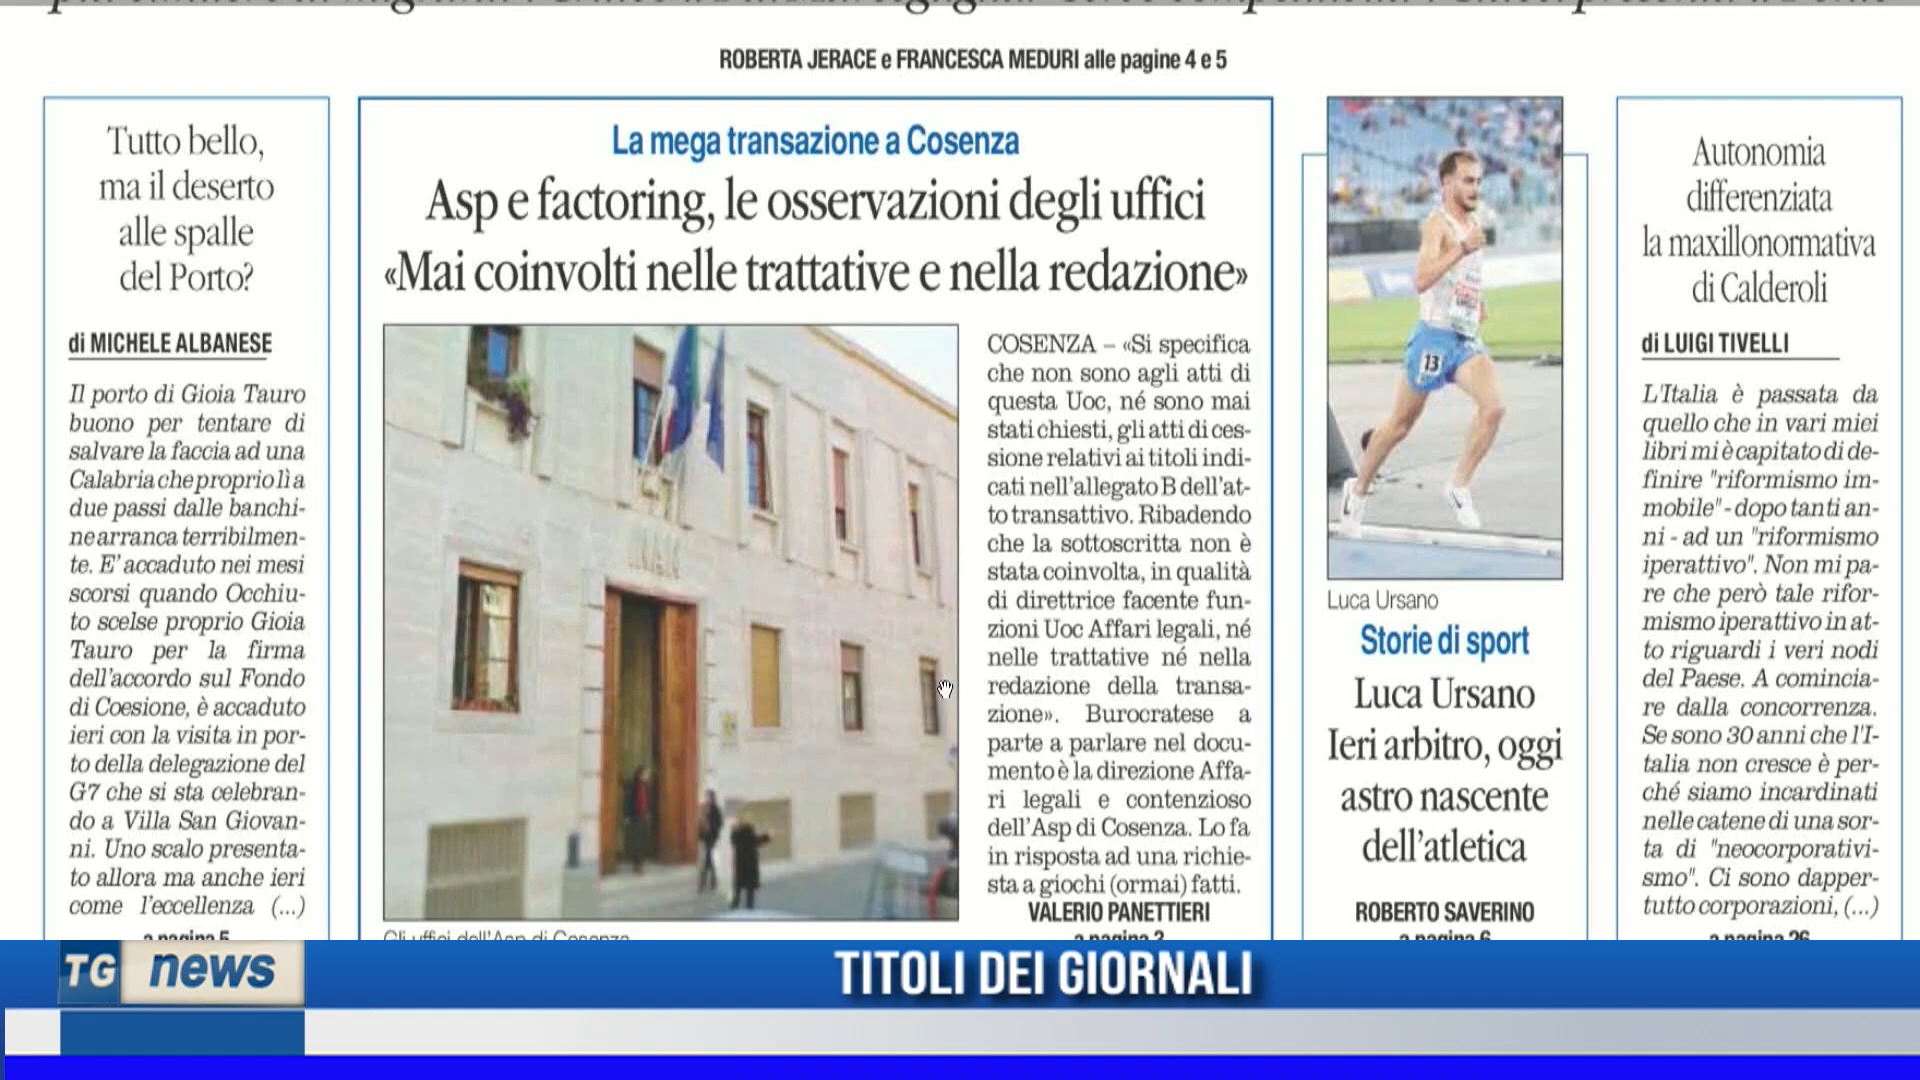 ROBERTA JERACE e FRANCESCA MEDURI alle pagine 4 e 5
Tutto bello,
ma il deserto
alle spalle
del Porto?
di MICHELE ALBANESE
Il porto di Gioia Tauro
buono per tentare di
salvare la faccia ad una
Calabria che proprio lì a
due passi dalle banchi-
ne arranca terribilmen-
te. E' accaduto nei mesi
scorsi quando Occhiu-
to scelse proprio Gioia
Tauro per la firma
dell'accordo sul Fondo
di Coesione, è accaduto
ieri con la visita in por-
to della delegazione del
G7 che si sta celebran-
do a Villa San Giovan-
ni. Uno scalo presenta-
to allora ma anche ieri
come l'eccellenza (...)
a pagina 5
La mega transazione a Cosenza
Asp e factoring, le osservazioni degli uffici
«Mai coinvolti nelle trattative e nella redazione»
COSENZA – «Si specifica
che non sono agli atti di
questa Uoc, né sono mai
stati chiesti, gli atti di ces-
sione relativi ai titoli indi-
cati nell'allegato B dell'at-
to transattivo. Ribadendo
che la sottoscritta non è
stata coinvolta, in qualità
di direttrice facente fun-
zioni Uoc Affari legali, né
nelle trattative né nella
redazione della transa-
zione». Burocratese a
parte a parlare nel docu-
mento è la direzione Affa-
ri legali e contenzioso
dell'Asp di Cosenza. Lo fa
in risposta ad una richie-
sta a giochi (ormai) fatti.
VALERIO PANETTIERI
a pagina
Gli uffici dell'Asp di Cosenza
13
Luca Ursano
Storie di sport
Luca Ursano
Ieri arbitro, oggi
astro nascente
dell'atletica
ROBERTO SAVERINO
a pagina 6
Autonomia
differenziata
la maxillonormativa
di Calderoli
di LUIGI TIVELLI
L'Italia è passata da
quello che in vari miei
libri mi è capitato di de-
finire "riformismo im-
mobile" - dopo tanti an-
ni - ad un "riformismo
iperattivo". Non mi pa-
re che però tale rifor-
mismo iperattivo in at-
to riguardi i veri nodi
del Paese. A comincia-
re dalla concorrenza.
Se sono 30 anni che l'I-
talia non cresce è per-
ché siamo incardinati
nelle catene di una sor-
ta di "neocorporativi-
smo". Ci sono dapper-
tutto corporazioni, (...)
a pagina 26
TG news
TITOLI DEI GIORNALI